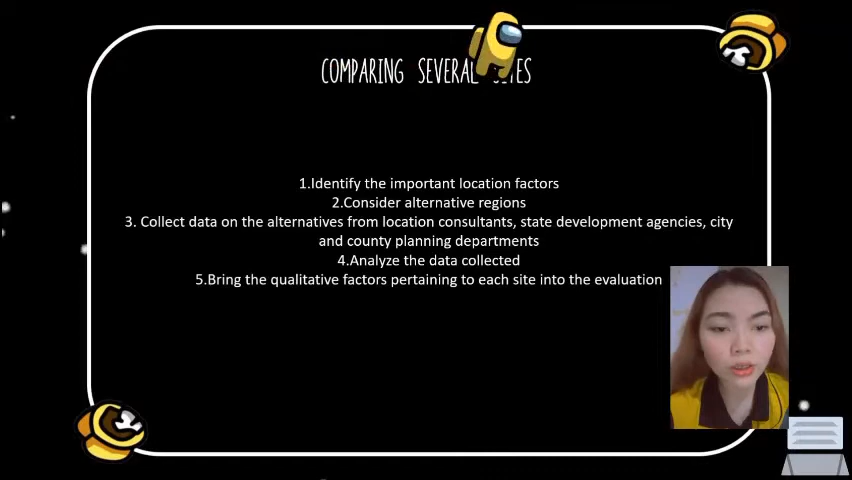 COMPARING SEVERAL
1.Identify the important location factors
2.Consider alternative regions
3. Collect data on the alternatives from location consultants, state development agencies, city
and county planning departments
4.Analyze the data collected
5.Bring the qualitative factors pertaining to each site into the evaluation